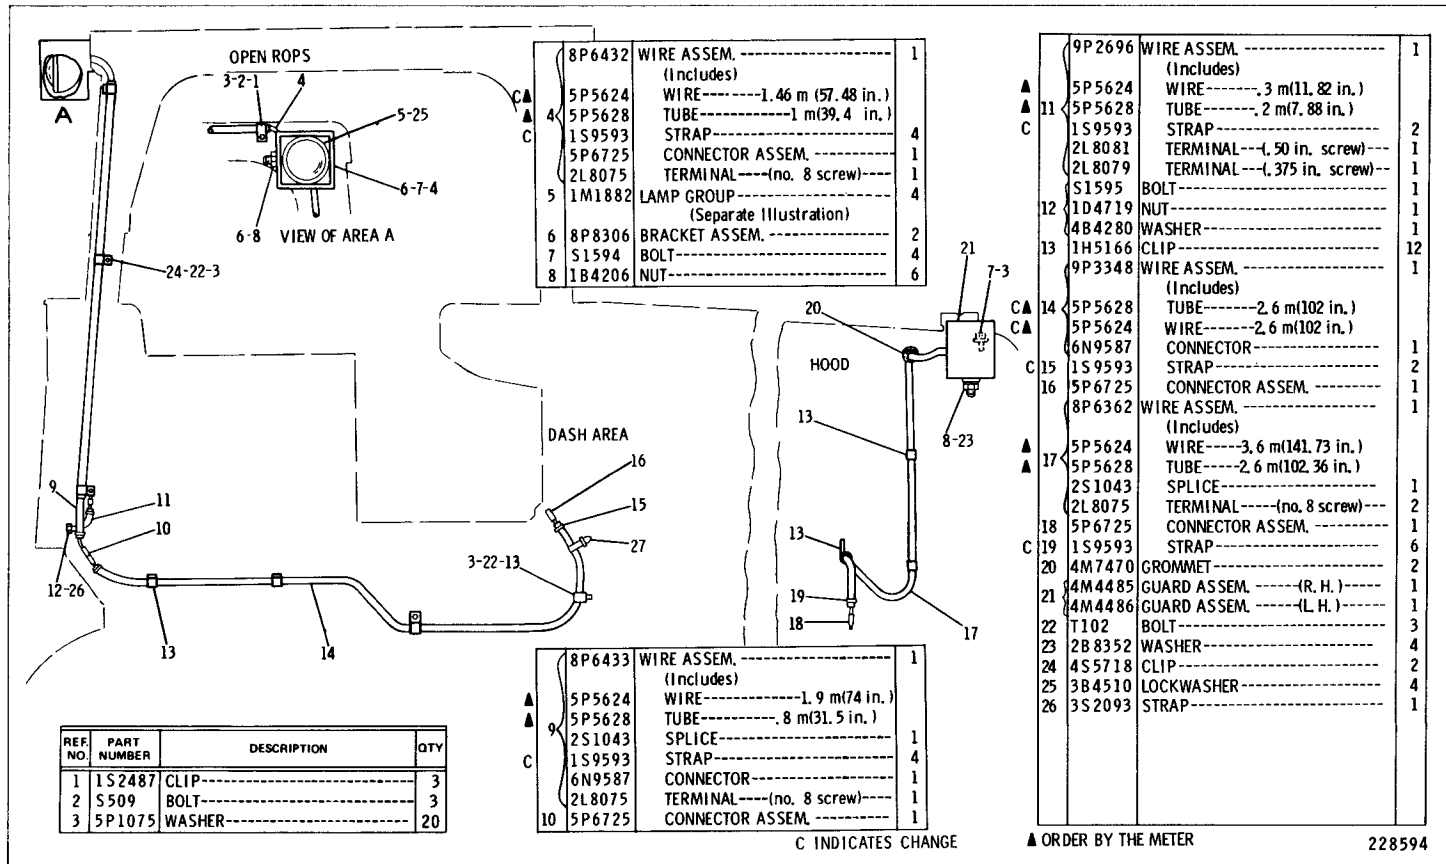 A
OPEN ROPS
3-2-1
4
5-25
6-7-4
6-8 VIEW OF AREA A
24-22-3
9
11
10
12-26
13
14
DASH AREA
16
15
27
3-22-13
HOOD
20
21
7-3
13
8-23
13
19
18
17
8P6432 WIRE ASSEM. 1
(Includes)
C▲ 5P5624 WIRE--------1.46 m (57.48 in.)
▲ 4 5P5628 TUBE------------1 m(39.4 in.)
C 1S9593 STRAP 4
5P6725 CONNECTOR ASSEM. 1
2L8075 TERMINAL----(no. 8 screw)---- 1
5 1M1882 LAMP GROUP 4
(Separate Illustration)
6 8P8306 BRACKET ASSEM. 2
7 S1594 BOLT 4
8 1B4206 NUT 6
8P6433 WIRE ASSEM. 1
(Includes)
▲ 5P5624 WIRE------------1.9 m(74 in.)
▲ 9 5P5628 TUBE---------.8 m(31.5 in.)
2S1043 SPLICE 1
C 1S9593 STRAP 4
6N9587 CONNECTOR 1
2L8075 TERMINAL----(no. 8 screw)---- 1
10 5P6725 CONNECTOR ASSEM. 1
C INDICATES CHANGE
REF. NO. PART NUMBER DESCRIPTION QTY
1 1S2487 CLIP 3
2 S509 BOLT 3
3 5P1075 WASHER 20
9P2696 WIRE ASSEM. 1
(Includes)
▲ 5P5624 WIRE-------.3 m(11.82 in.)
▲ 11 5P5628 TUBE------.2 m(7.88 in.)
C 1S9593 STRAP 2
2L8081 TERMINAL---(.50 in. screw)--- 1
2L8079 TERMINAL---(.375 in. screw)-- 1
S1595 BOLT 1
12 1D4719 NUT 1
4B4280 WASHER 1
13 1H5166 CLIP 12
9P3348 WIRE ASSEM. 1
(Includes)
C▲ 14 5P5628 TUBE-------2.6 m(102 in.)
C▲ 5P5624 WIRE-------2.6 m(102 in.)
6N9587 CONNECTOR 1
C 15 1S9593 STRAP 2
16 5P6725 CONNECTOR ASSEM. 1
8P6362 WIRE ASSEM. 1
(Includes)
▲ 5P5624 WIRE-----3.6 m(141.73 in.)
▲ 17 5P5628 TUBE-----2.6 m(102.36 in.)
2S1043 SPLICE 1
2L8075 TERMINAL----(no. 8 screw)--- 2
18 5P6725 CONNECTOR ASSEM. 1
C 19 1S9593 STRAP 6
20 4M7470 GROMMET 2
21 4M4485 GUARD ASSEM. ------(R.H.)----- 1
4M4486 GUARD ASSEM. ------(L.H.)----- 1
22 T102 BOLT 3
23 2B8352 WASHER 4
24 4S5718 CLIP 2
25 3B4510 LOCKWASHER 4
26 3S2093 STRAP 1
▲ ORDER BY THE METER
228594